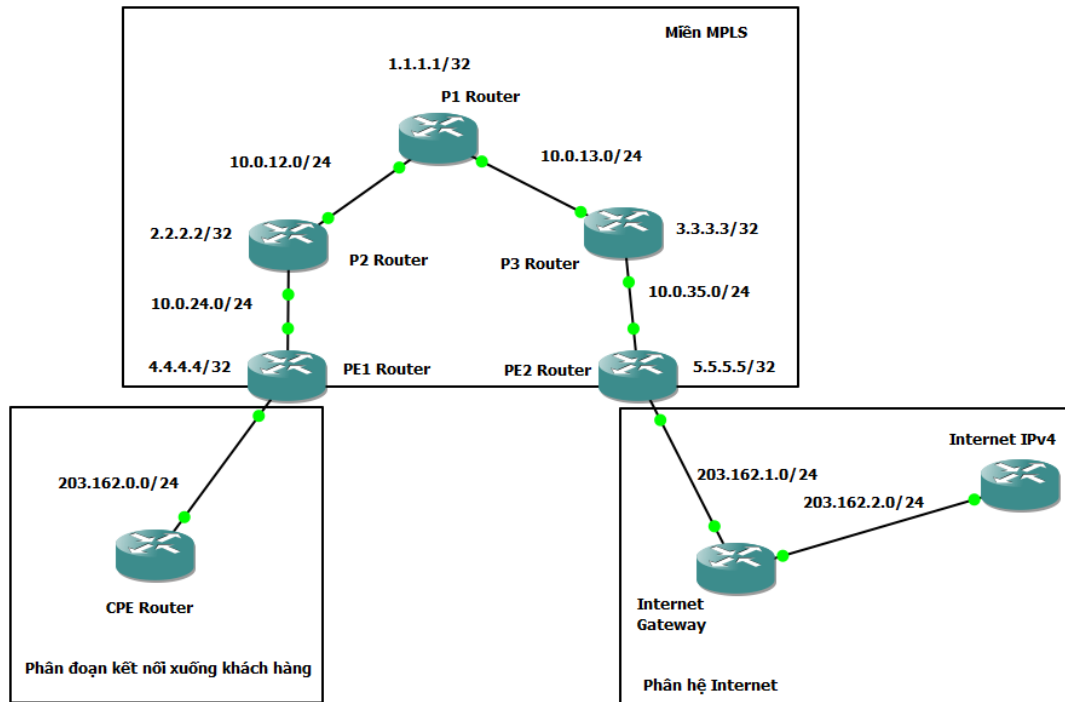 Miền MPLS
1.1.1.1/32
P1 Router
10.0.12.0/24
10.0.13.0/24
2.2.2.2/32
P2 Router
P3 Router
3.3.3.3/32
10.0.24.0/24
10.0.35.0/24
4.4.4.4/32
PE1 Router
PE2 Router
5.5.5.5/32
203.162.0.0/24
CPE Router
Phân đoạn kết nối xuống khách hàng
Internet IPv4
203.162.1.0/24
203.162.2.0/24
Internet
Gateway
Phân hệ Internet